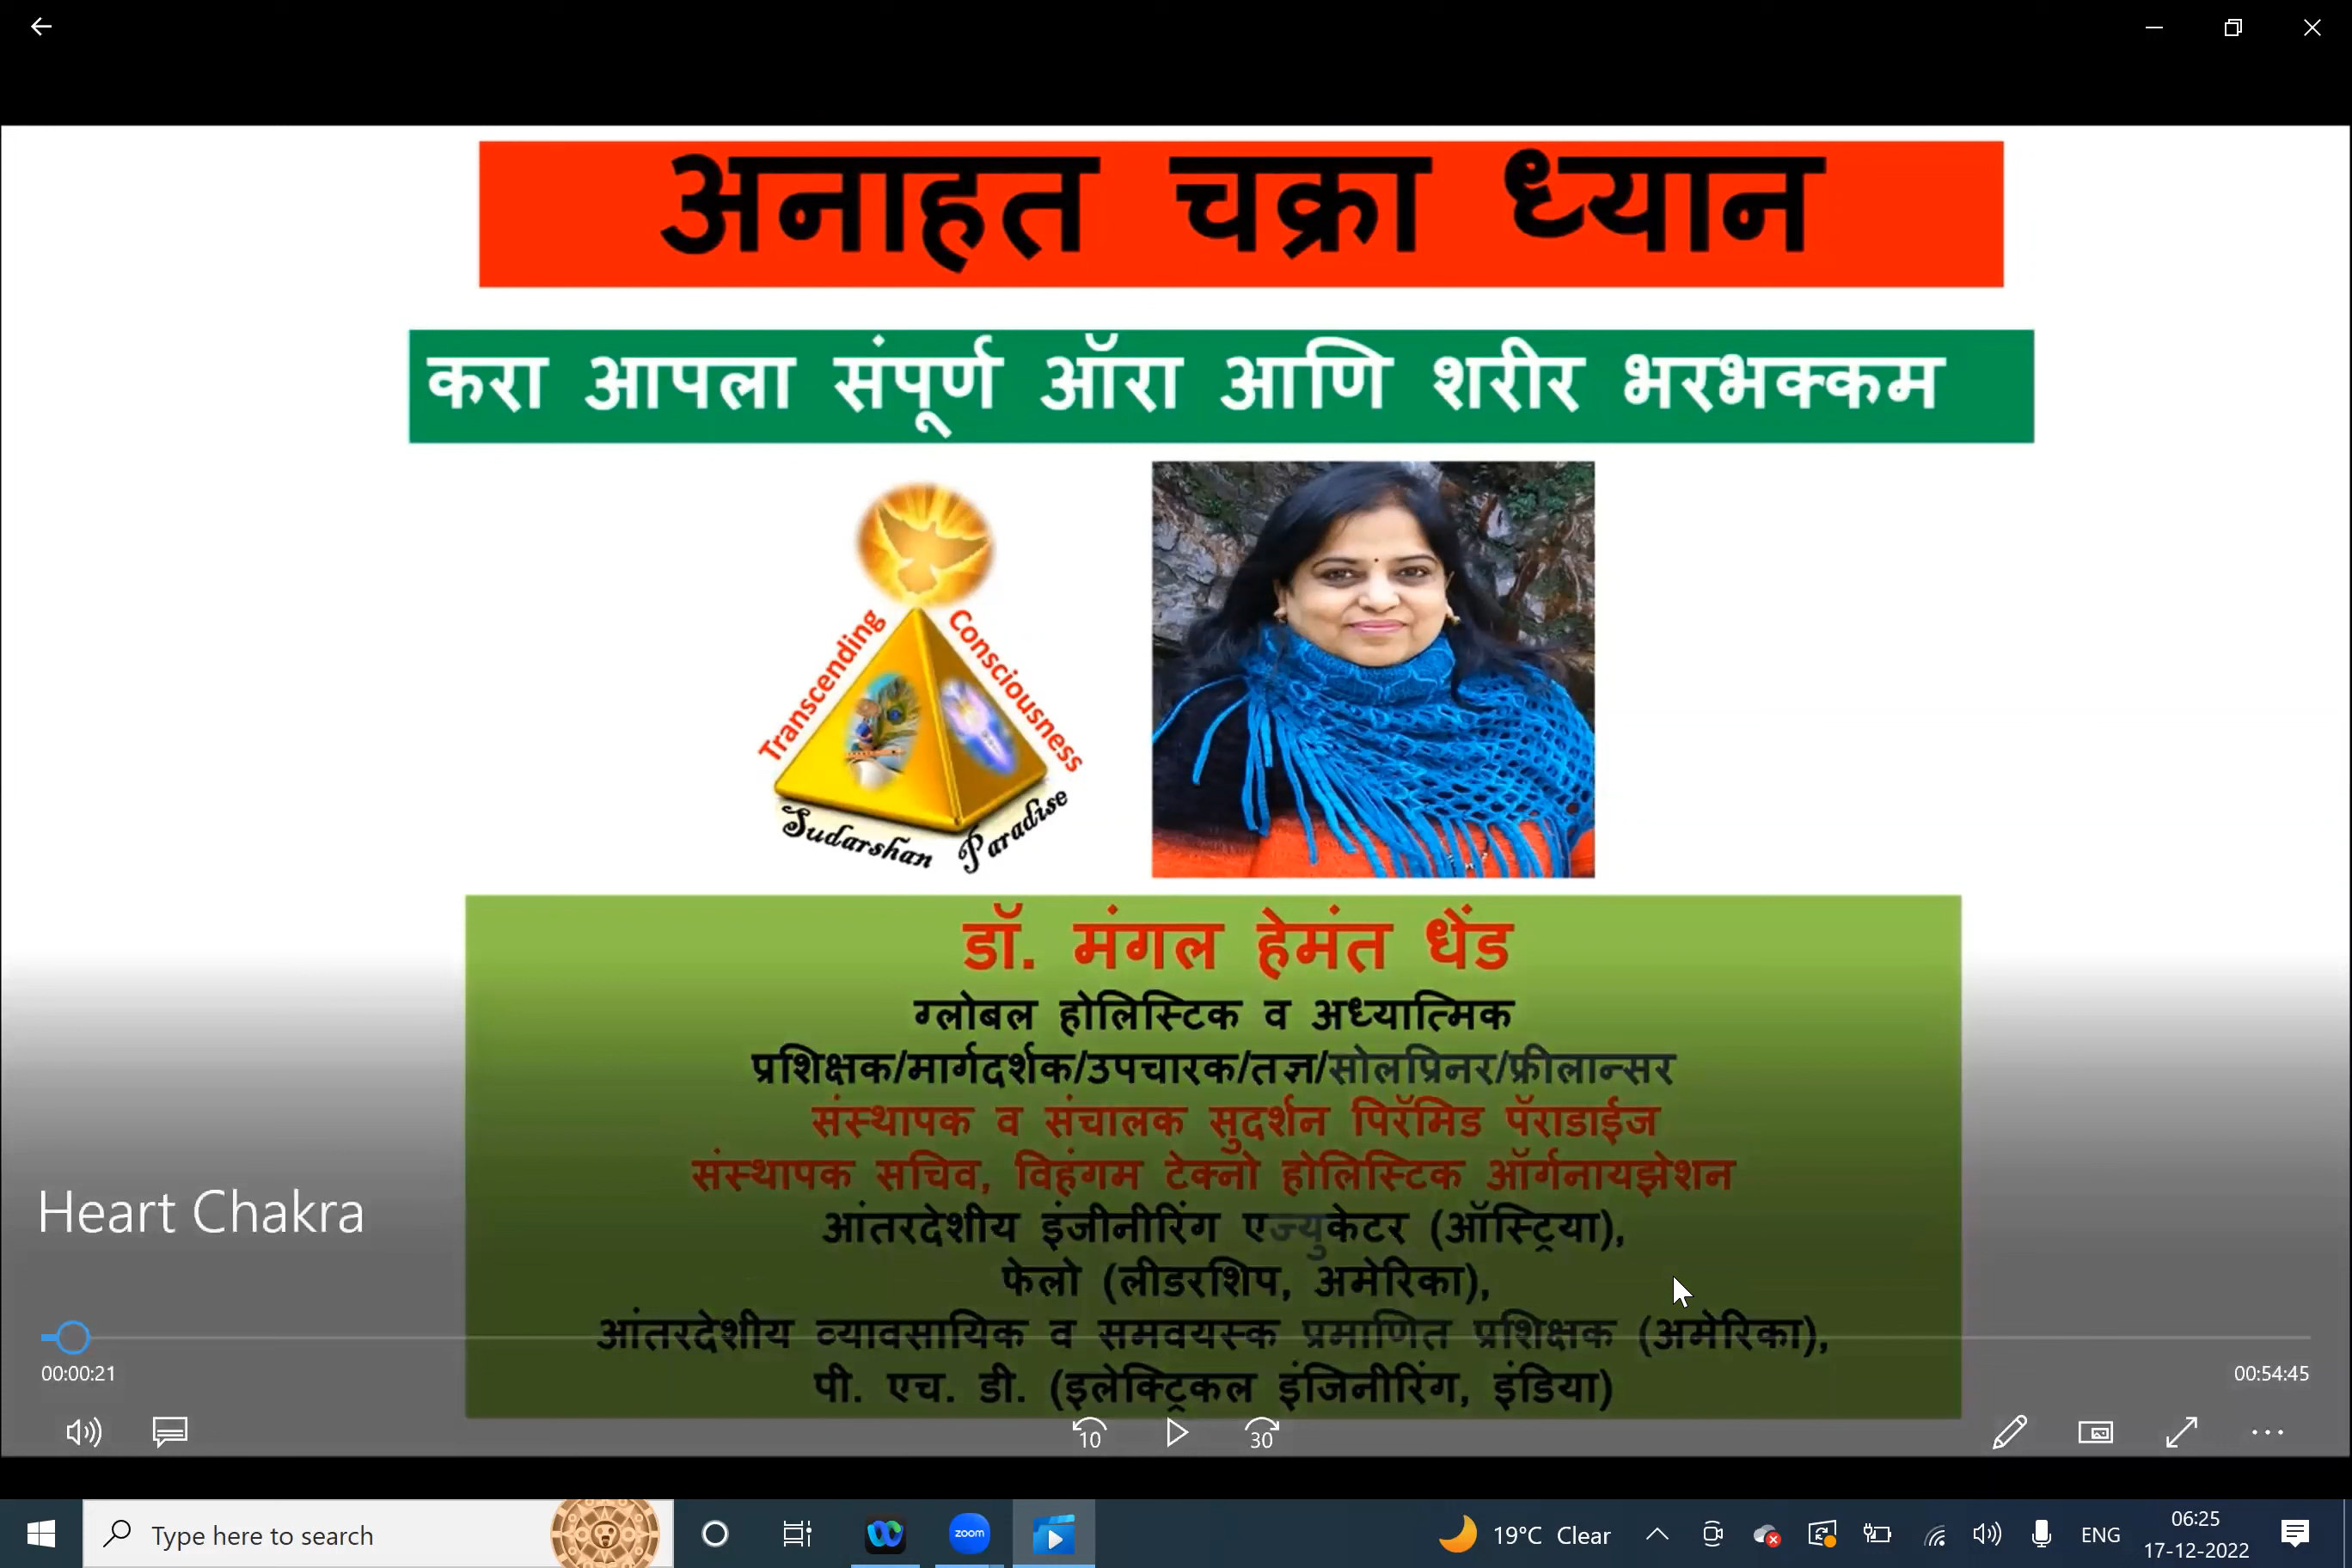 अनाहत चक्रा ध्यान
करा आपला संपूर्ण ऑरा आणि शरीर भरभक्कम
Transcending Consciousness
Sudarshan Paradise
डॉ. मंगल हेमंत धेंड
ग्लोबल होलिस्टिक व अध्यात्मिक
प्रशिक्षक/मार्गदर्शक/उपचारक/तज्ञ/सोलप्रिनर/फ्रीलान्सर
संस्थापक व संचालक सुदर्शन पिरॅमिड पॅराडाईज
संस्थापक सचिव, विहंगम टेक्नो होलिस्टिक ऑर्गनायझेशन
आंतरदेशीय इंजीनीरिंग एज्युकेटर (ऑस्ट्रिया),
फेलो (लीडरशिप, अमेरिका),
आंतरदेशीय व्यावसायिक व समवयस्क प्रमाणित प्रशिक्षक (अमेरिका),
पी. एच. डी. (इलेक्ट्रिकल इंजिनीरिंग, इंडिया)
Heart Chakra
00:00:21
00:54:45
10
30
Type here to search
zoom
19°C Clear
ENG
06:25
17-12-2022